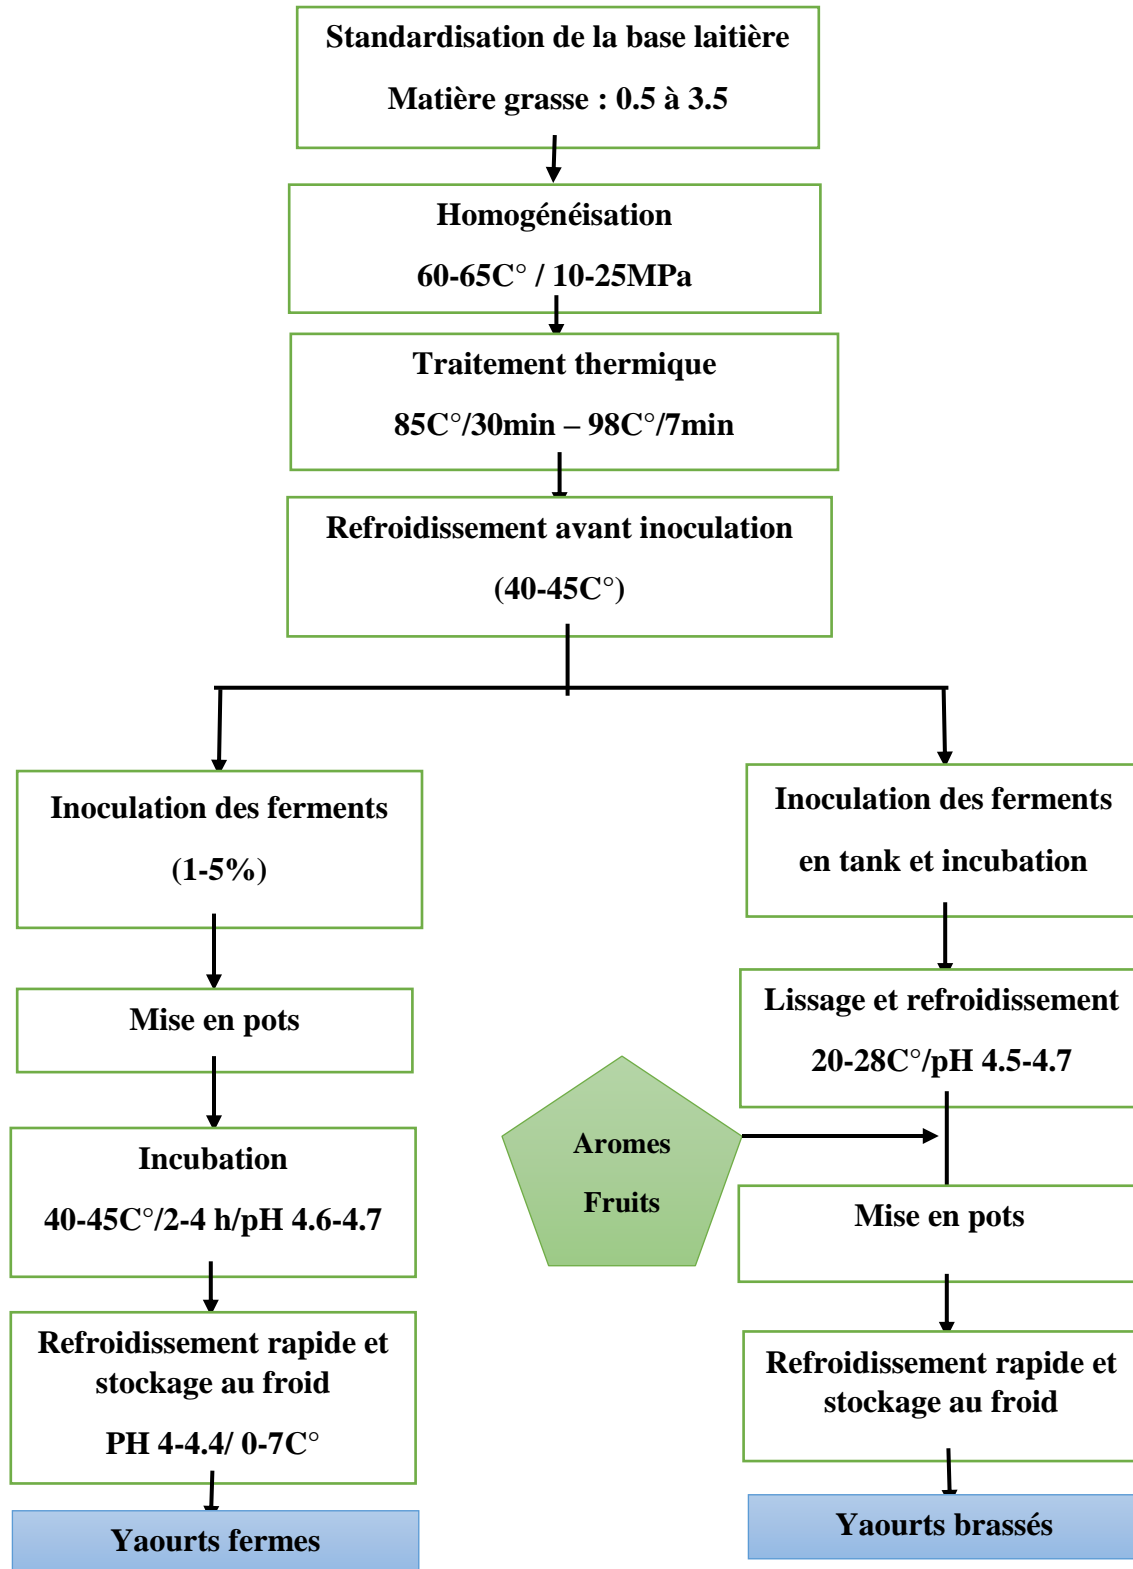 Standardisation de la base laitière
Matière grasse : 0.5 à 3.5
Homogénéisation
60-65C° / 10-25MPa
Traitement thermique
85C°/30min – 98C°/7min
Refroidissement avant inoculation
(40-45C°)
Inoculation des ferments
(1-5%)
Mise en pots
Incubation
40-45C°/2-4 h/pH 4.6-4.7
Refroidissement rapide et
stockage au froid
PH 4-4.4/ 0-7C°
Yaourts fermes
Inoculation des ferments
en tank et incubation
Lissage et refroidissement
20-28C°/pH 4.5-4.7
Aromes
Fruits
Mise en pots
Refroidissement rapide et
stockage au froid
Yaourts brassés